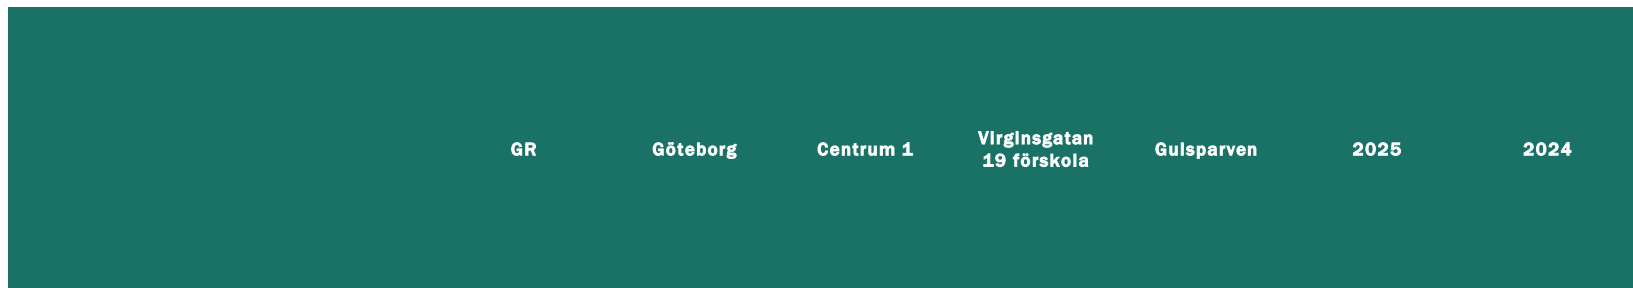 GR
Göteborg
Centrum 1
Virginsgatan
19 förskola
Gulsparven
2025
2024